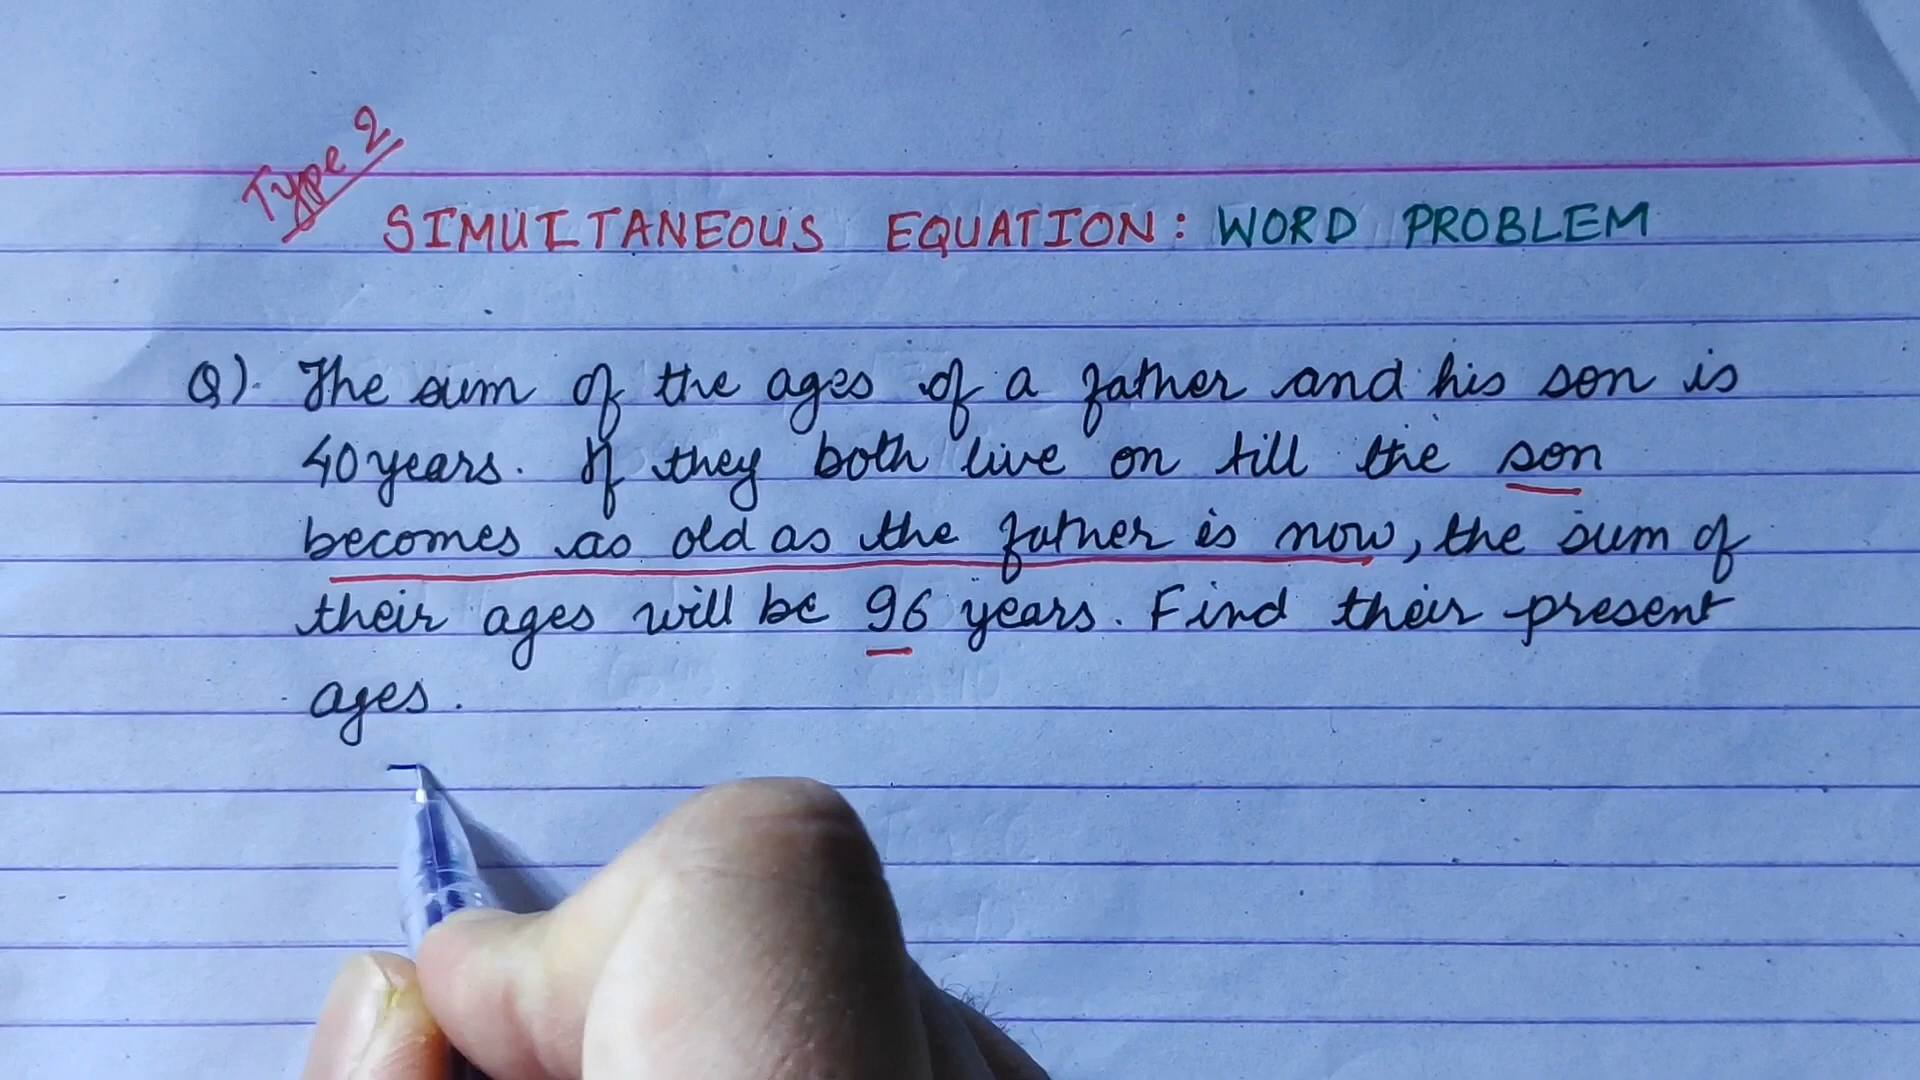 Type 2
SIMULTANEOUS EQUATION: WORD PROBLEM
Q). The sum of the ages of a father and his son is
40 years. If they both live on till the son
becomes as old as the father is now, the sum of
their ages will be 96 years. Find their present
ages.